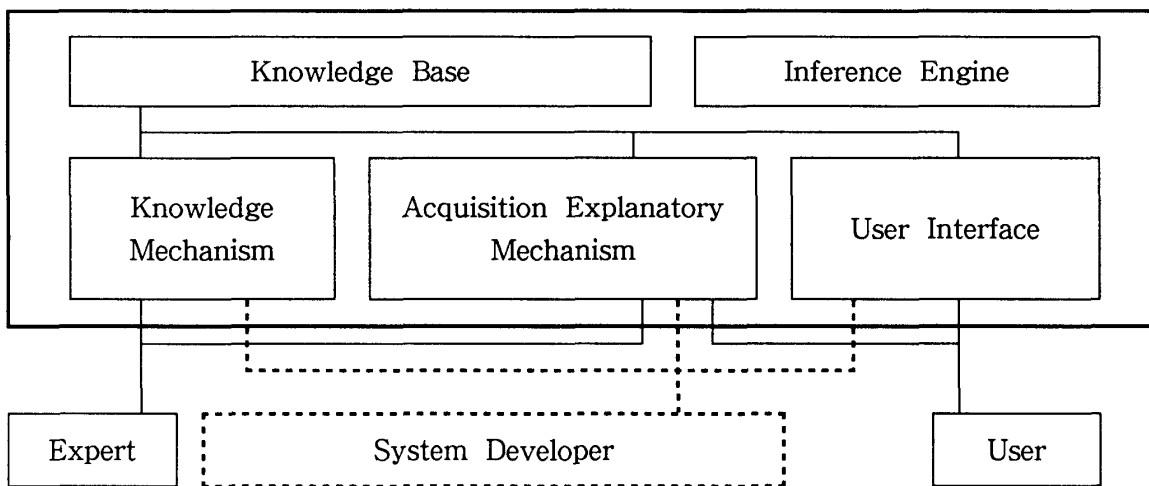 Knowledge Base
Inference Engine
Knowledge
Mechanism
Acquisition Explanatory
Mechanism
User Interface
Expert
System Developer
User